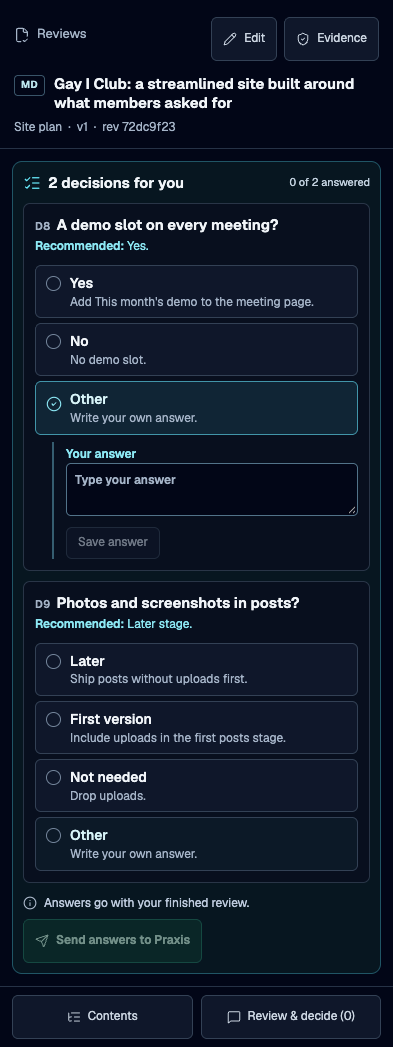 Reviews
Edit
Evidence
MD
Gay I Club: a streamlined site built around
what members asked for
Site plan · v1 · rev 72dc9f23
2 decisions for you
0 of 2 answered
D8 A demo slot on every meeting?
Recommended: Yes.
Yes
Add This month's demo to the meeting page.
No
No demo slot.
Other
Write your own answer.
Your answer
Type your answer
Save answer
D9 Photos and screenshots in posts?
Recommended: Later stage.
Later
Ship posts without uploads first.
First version
Include uploads in the first posts stage.
Not needed
Drop uploads.
Other
Write your own answer.
Answers go with your finished review.
Send answers to Praxis
Contents
Review & decide (0)